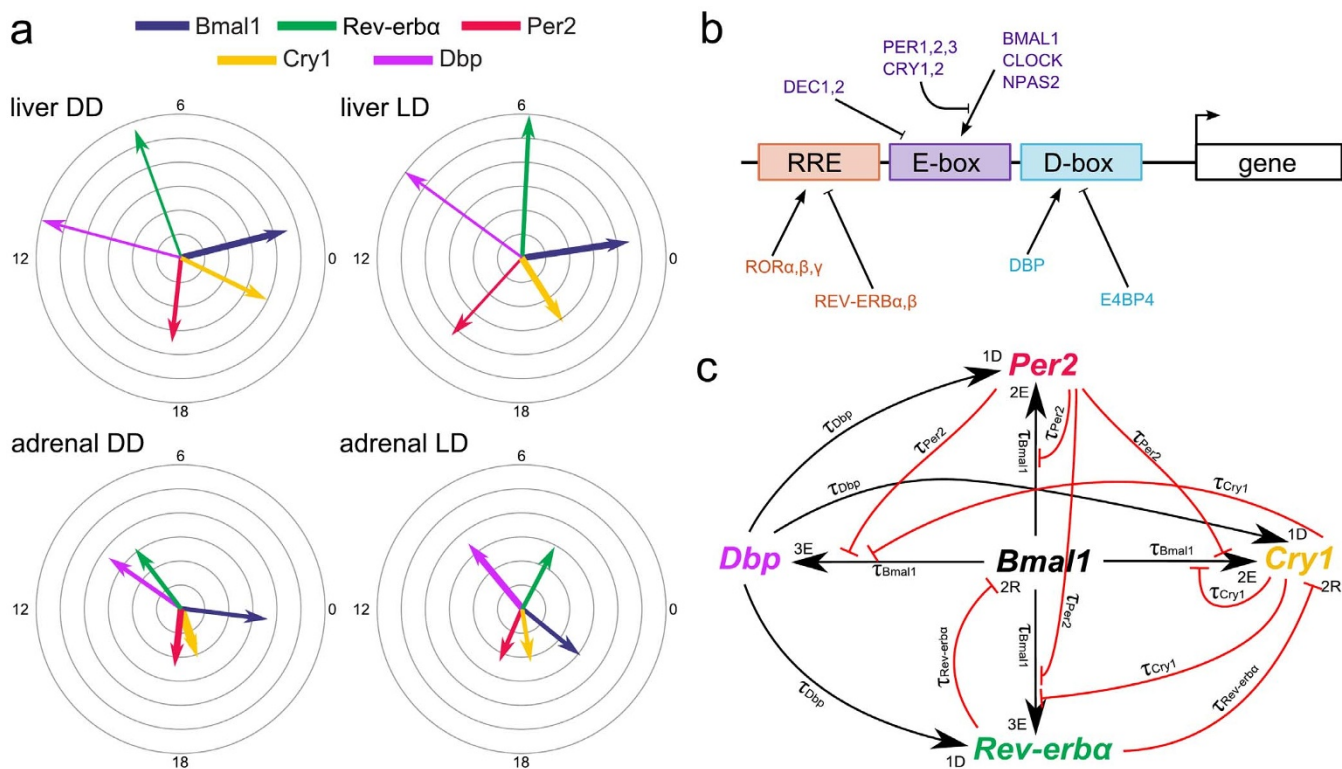 a
Bmal1 Rev-erbα Per2
Cry1 Dbp
liver DD
6
12
0
18
liver LD
6
12
0
18
adrenal DD
6
12
0
18
adrenal LD
6
12
0
18
b
DEC1,2
PER1,2,3
CRY1,2
BMAL1
CLOCK
NPAS2
RRE E-box D-box gene
RORα,β,γ
REV-ERBα,β
DBP
E4BP4
c
1D Per2
2E
τDbp
τPer2
τBmal1
τPer2
τPer2
τDbp
τCry1
Dbp 3E
τBmal1
Bmal1
2R
τBmal1
1D
Cry1
2E
2R
τCry1
τBmal1
τPer2
τRev-erbα
τCry1
τRev-erbα
τDbp
3E
1D Rev-erbα